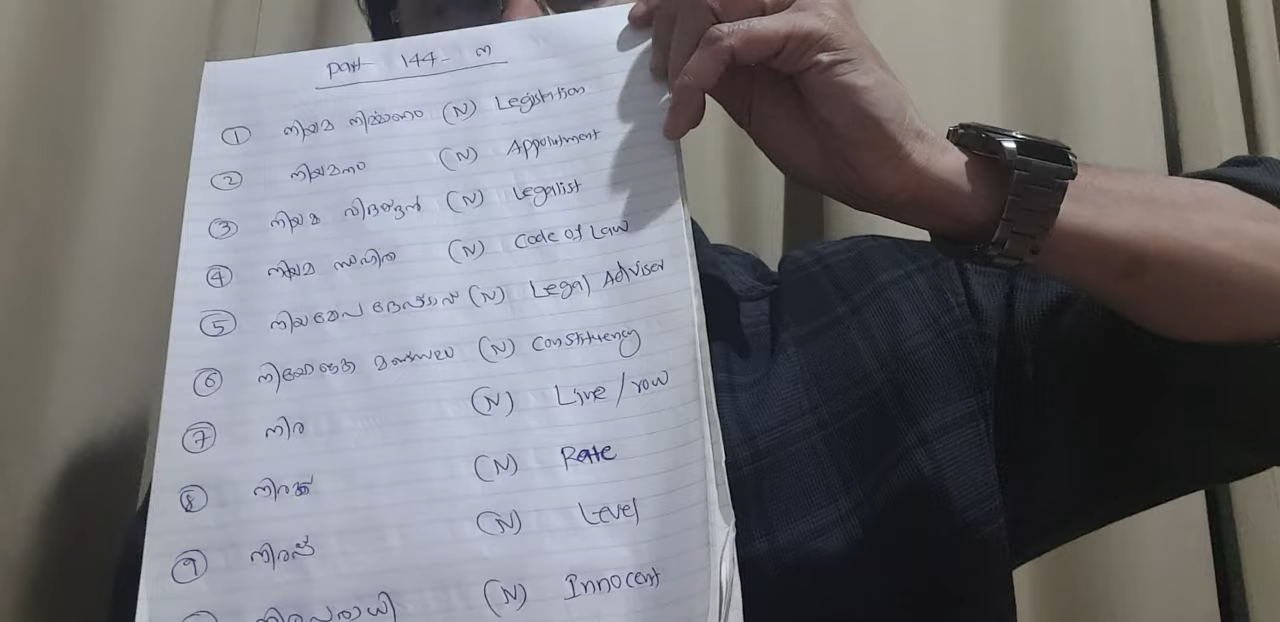 Part 144 - ന
① നിയമ നിർമ്മാണം (N) Legislation
② നിയമനം (N) Appointment
③ നിയമ വിദഗ്ദ്ധൻ (N) Legalist
④ നിയമ സംഹിത (N) Code of Law
⑤ നിയമോപദേഷ്ടാവ് (N) Legal Adviser
⑥ നിയോജക മണ്ഡലം (N) Constituency
⑦ നിര (N) Line / row
⑧ നിരക്ക് (N) Rate
⑨ നിരപ്പ് (N) Level
നിരപരാധി (N) Innocent